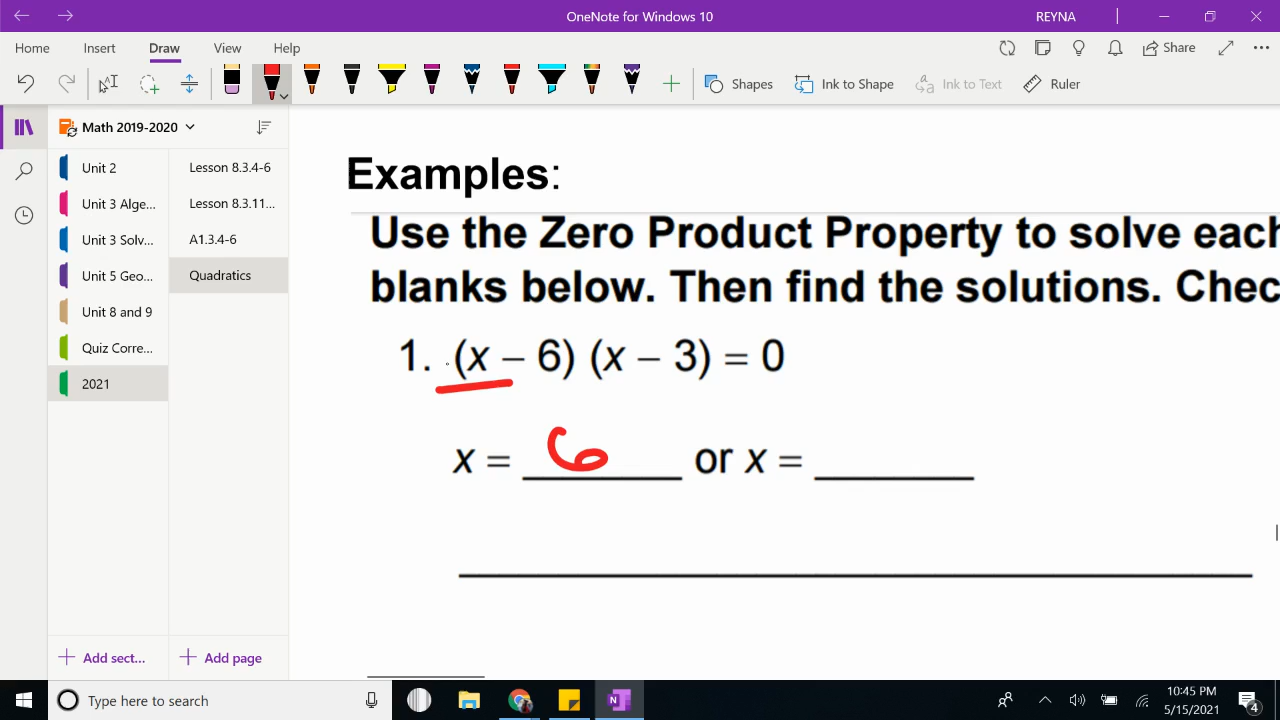 OneNote for Windows 10
REYNA
Home Insert Draw View Help
Share
Shapes Ink to Shape Ink to Text Ruler
Math 2019-2020
Unit 2
Unit 3 Alge...
Unit 3 Solv...
Unit 5 Geo...
Unit 8 and 9
Quiz Corre...
2021
Lesson 8.3.4-6
Lesson 8.3.11...
A1.3.4-6
Quadratics
Add sect...
Add page
Examples:
Use the Zero Product Property to solve each
blanks below. Then find the solutions. Chec
1. (x – 6) (x – 3) = 0
x = 6 or x =
Type here to search
N
10:45 PM
5/15/2021
4